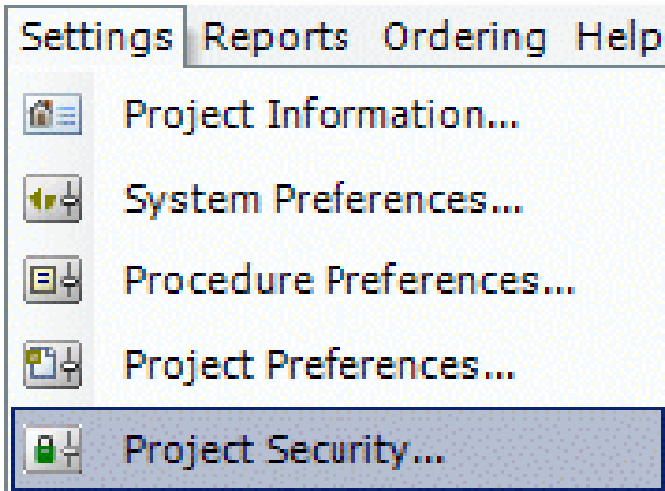 Settings Reports Ordering Help
Project Information...
System Preferences...
Procedure Preferences...
Project Preferences...
Project Security...